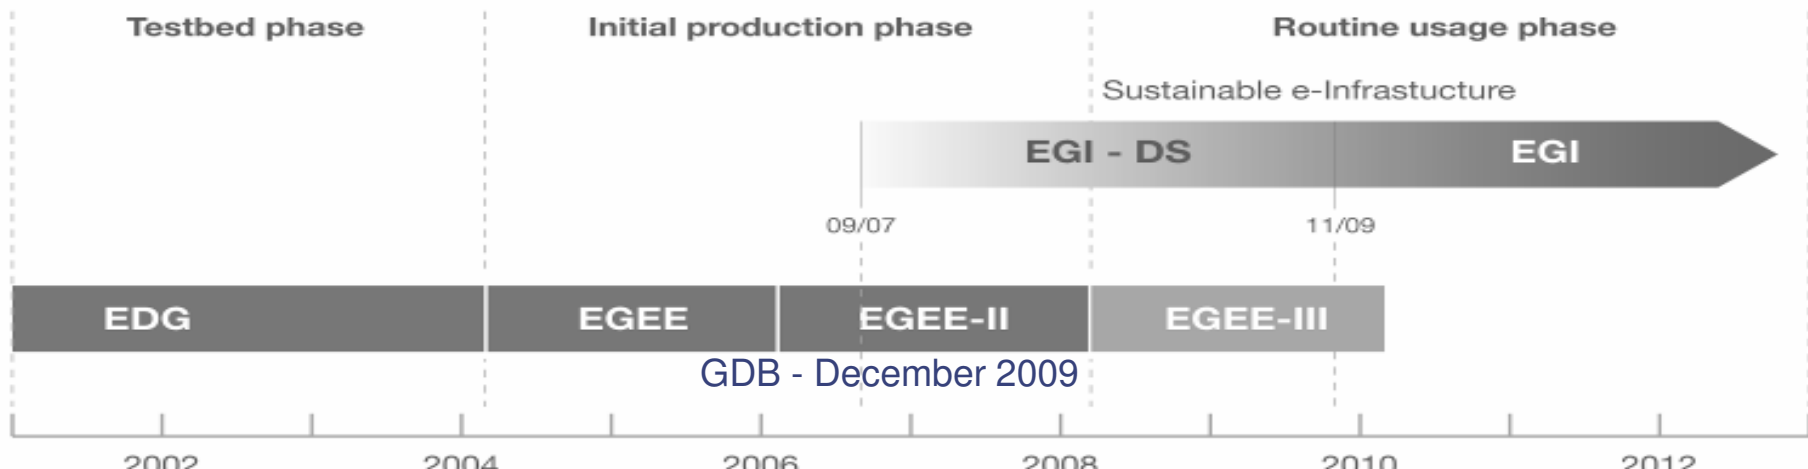 Testbed phase
Initial production phase
Routine usage phase
Sustainable e-Infrastucture
EGI - DS
EGI
09/07
11/09
EDG
EGEE
EGEE-II
EGEE-III
GDB - December 2009
2002
2004
2006
2008
2010
2012